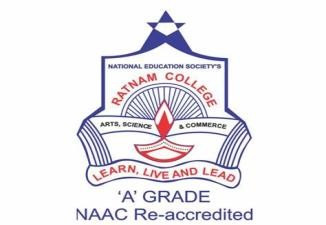 NATIONAL EDUCATION SOCIETY'S
RATNAM COLLEGE
ARTS, SCIENCE & COMMERCE
LEARN, LIVE AND LEAD
'A' GRADE
NAAC Re-accredited